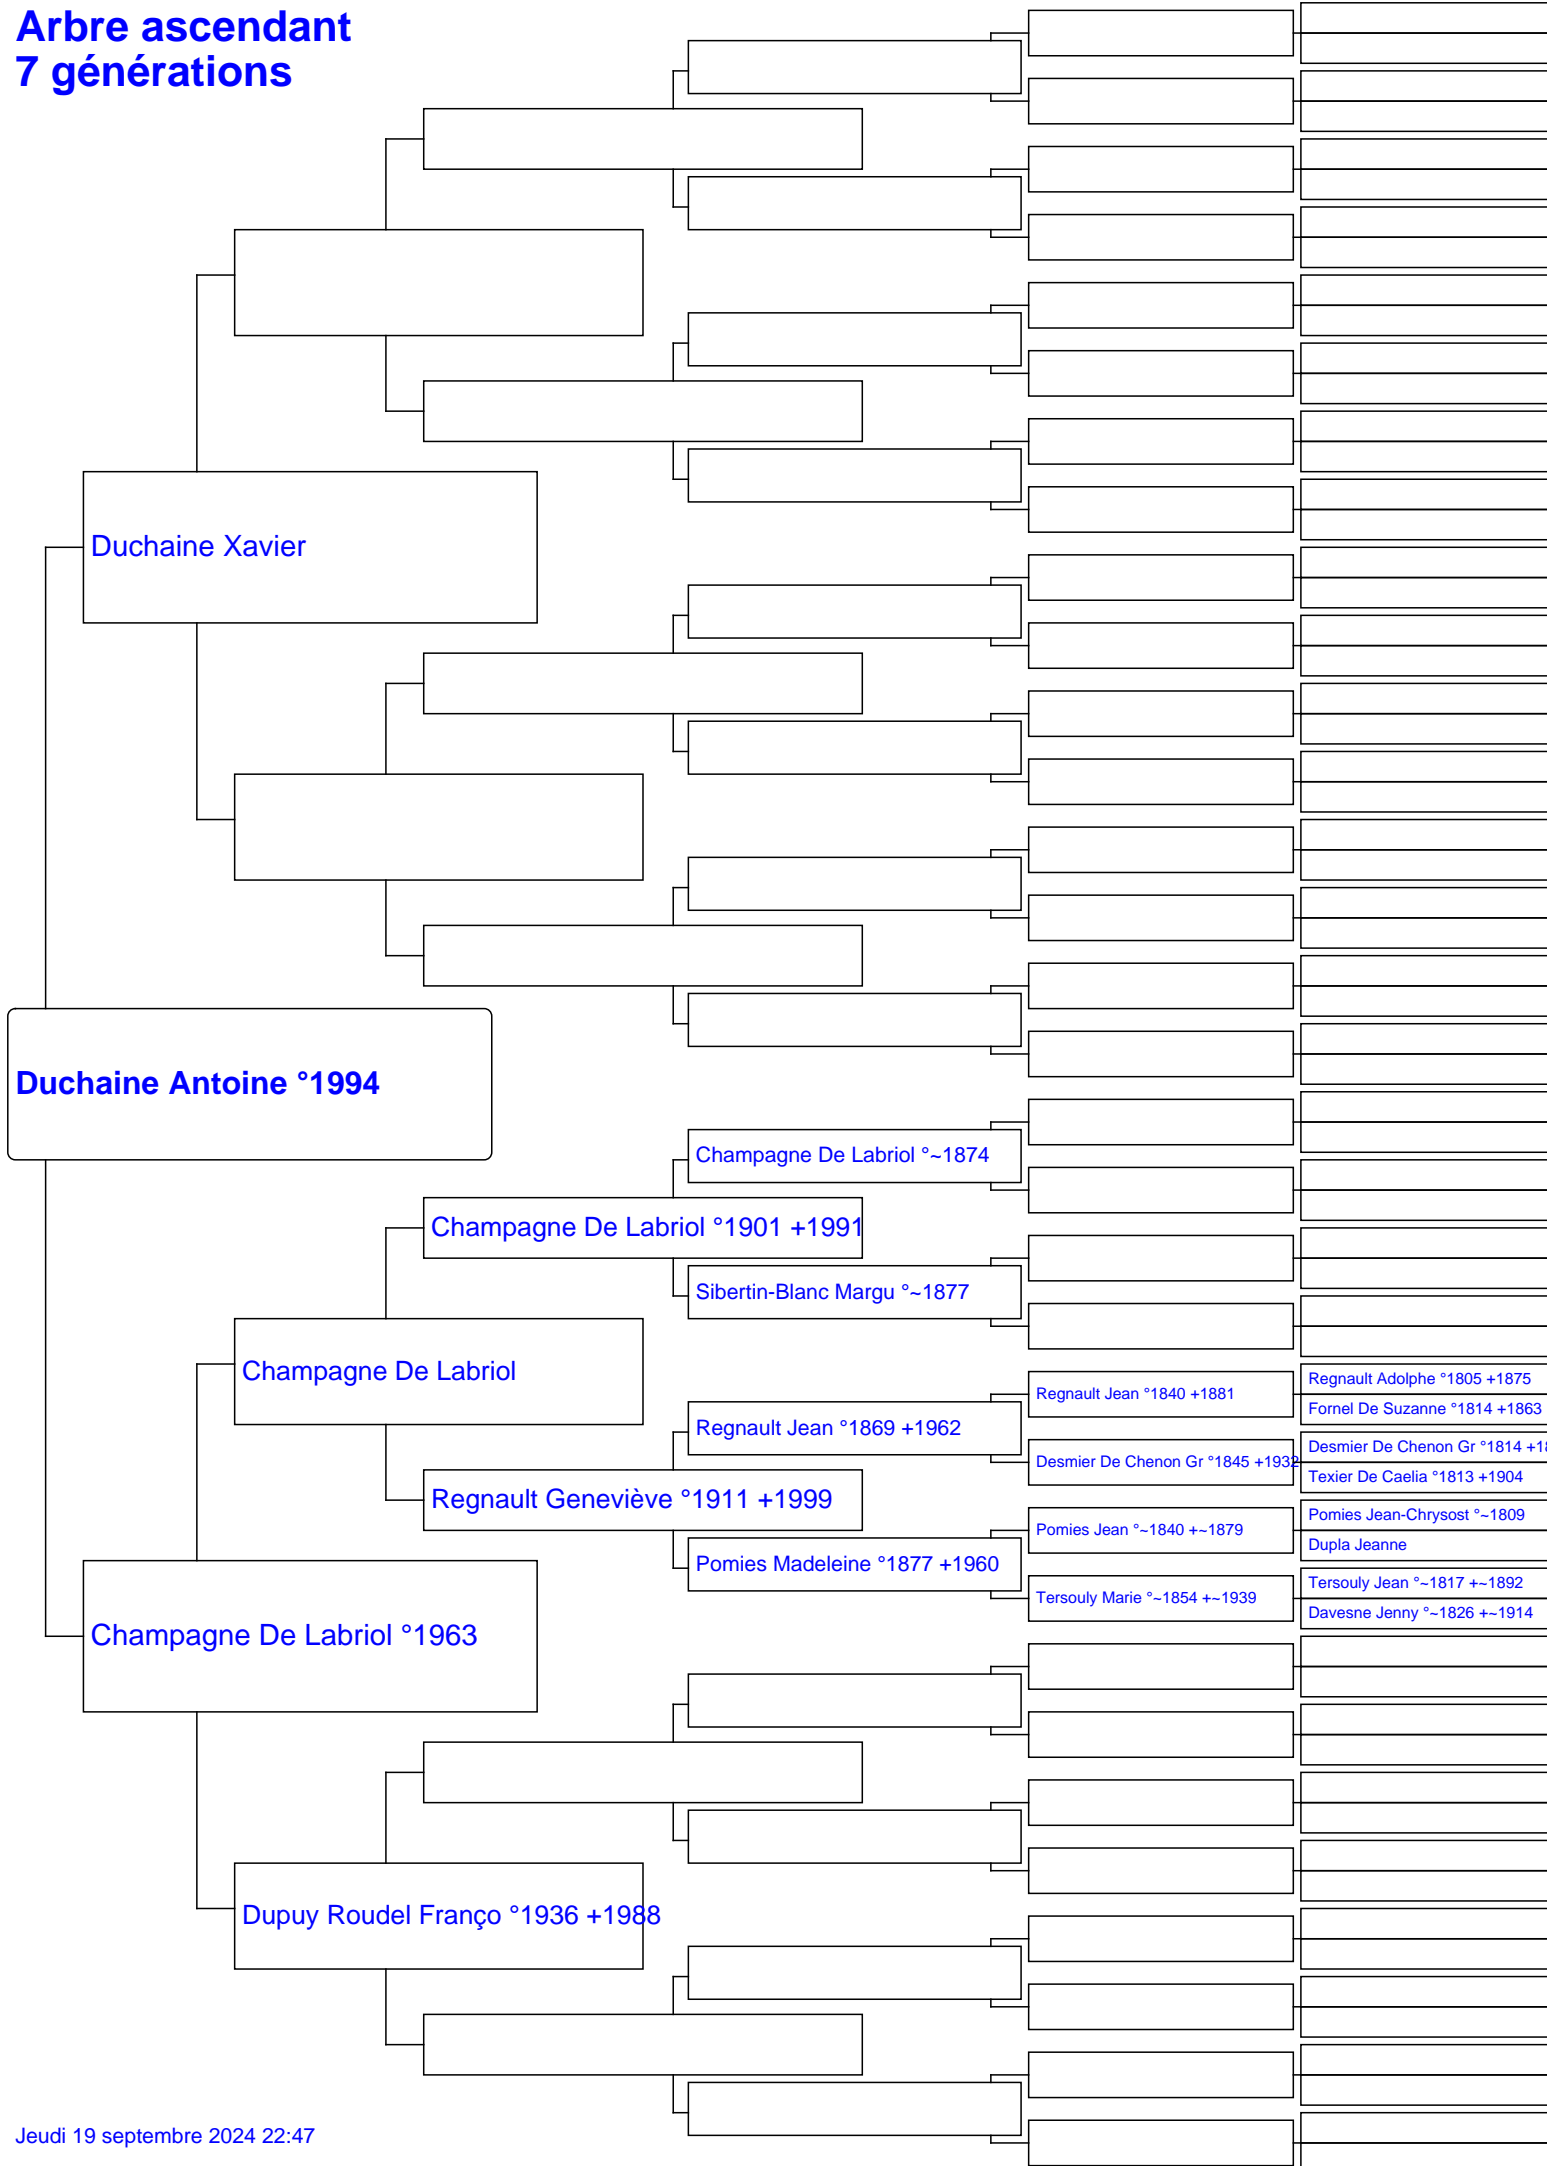 Arbre ascendant
7 générations
Duchaine Xavier
Duchaine Antoine °1994
Champagne De Labriol °~1874
Champagne De Labriol °1901 +1991
Sibertin-Blanc Margu °~1877
Champagne De Labriol
Regnault Adolphe °1805 +1875
Regnault Jean °1840 +1881
Fornel De Suzanne °1814 +1863
Regnault Jean °1869 +1962
Desmier De Chenon Gr °1814 +18
Desmier De Chenon Gr °1845 +1932
Texier De Caelia °1813 +1904
Regnault Geneviève °1911 +1999
Pomies Jean-Chrysost °~1809
Pomies Jean °~1840 +~1879
Dupla Jeanne
Pomies Madeleine °1877 +1960
Tersouly Jean °~1817 +~1892
Tersouly Marie °~1854 +~1939
Davesne Jenny °~1826 +~1914
Champagne De Labriol °1963
Dupuy Roudel Franço °1936 +1988
Jeudi 19 septembre 2024 22:47